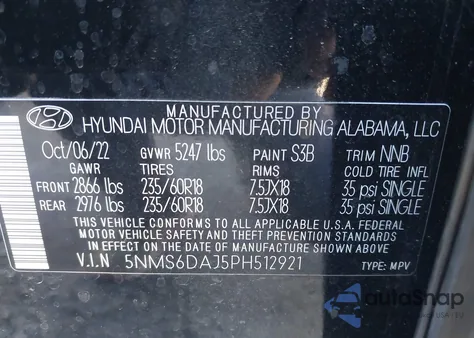 MANUFACTURED BY
HYUNDAI MOTOR MANUFACTURING ALABAMA, LLC
Oct/06/22 GVWR 5247 lbs PAINT S3B TRIM NNB
GAWR TIRES RIMS COLD TIRE INFL
FRONT 2866 lbs 235/60R18 7.5JX18 35 psi SINGLE
REAR 2976 lbs 235/60R18 7.5JX18 35 psi SINGLE
THIS VEHICLE CONFORMS TO ALL APPLICABLE U.S. FEDERAL
MOTOR VEHICLE SAFETY AND THEFT PREVENTION STANDARDS
IN EFFECT ON THE DATE OF MANUFACTURE SHOWN ABOVE.
V.I.N 5NMS6DAJ5PH512921 TYPE: MPV
autoSnap